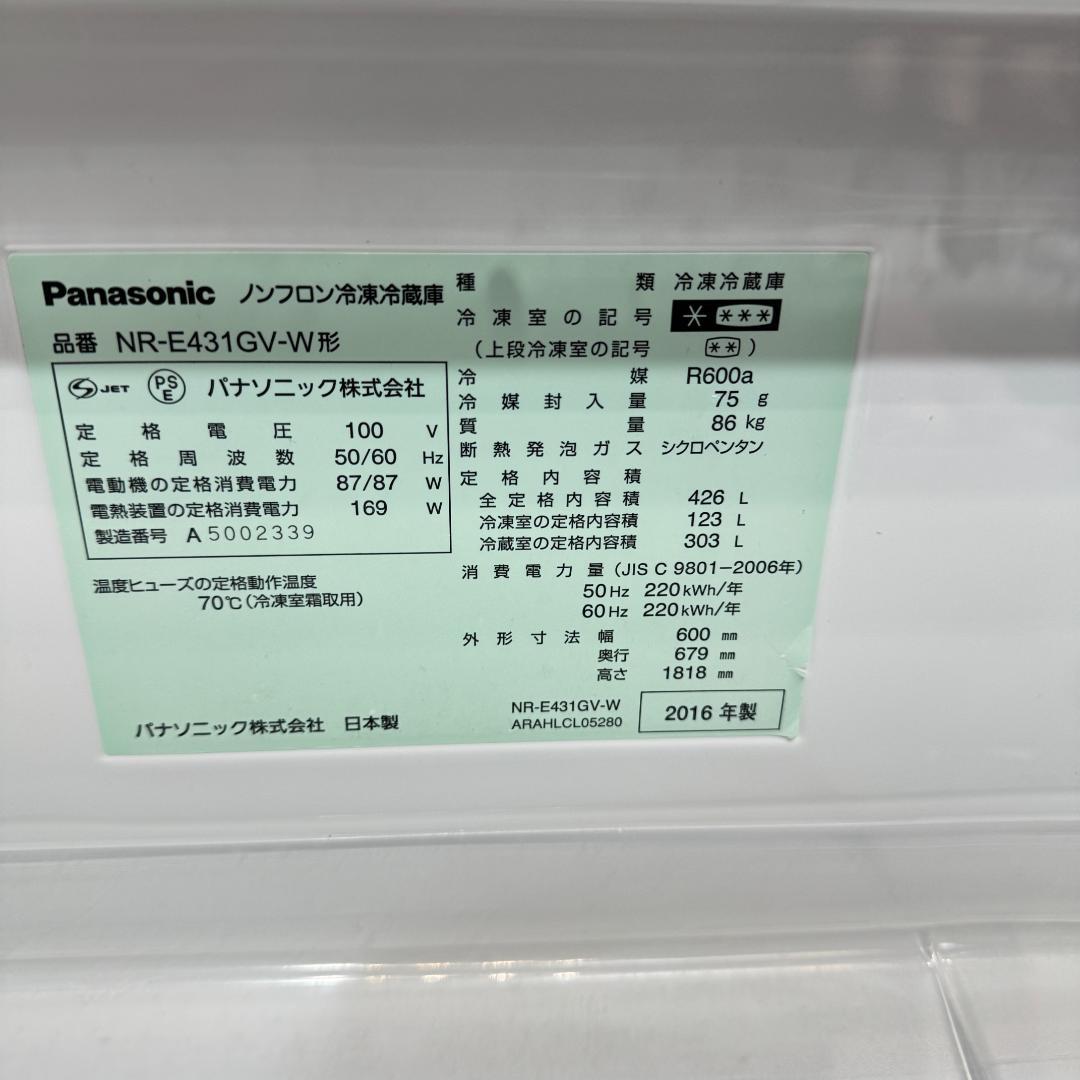 Panasonic ノンフロン冷凍冷蔵庫
品番 NR-E431GV-W形
S JET PSE パナソニック株式会社
定格電圧 100 V
定格周波数 50/60 Hz
電動機の定格消費電力 87/87 W
電熱装置の定格消費電力 169 W
製造番号 A 5002339
温度ヒューズの定格動作温度
70℃(冷凍室霜取用)
パナソニック株式会社 日本製
種類 冷凍冷蔵庫
冷凍室の記号 * ***
(上段冷凍室の記号 ** )
冷媒 R600a
冷媒封入量 75 g
質量 86 kg
断熱発泡ガス シクロペンタン
定格内容積
全定格内容積 426 L
冷凍室の定格内容積 123 L
冷蔵室の定格内容積 303 L
消費電力量 (JIS C 9801-2006年)
50Hz 220kWh/年
60Hz 220kWh/年
外形寸法 幅 600 mm
奥行 679 mm
高さ 1818 mm
NR-E431GV-W
ARAHLCL05280
2016 年製